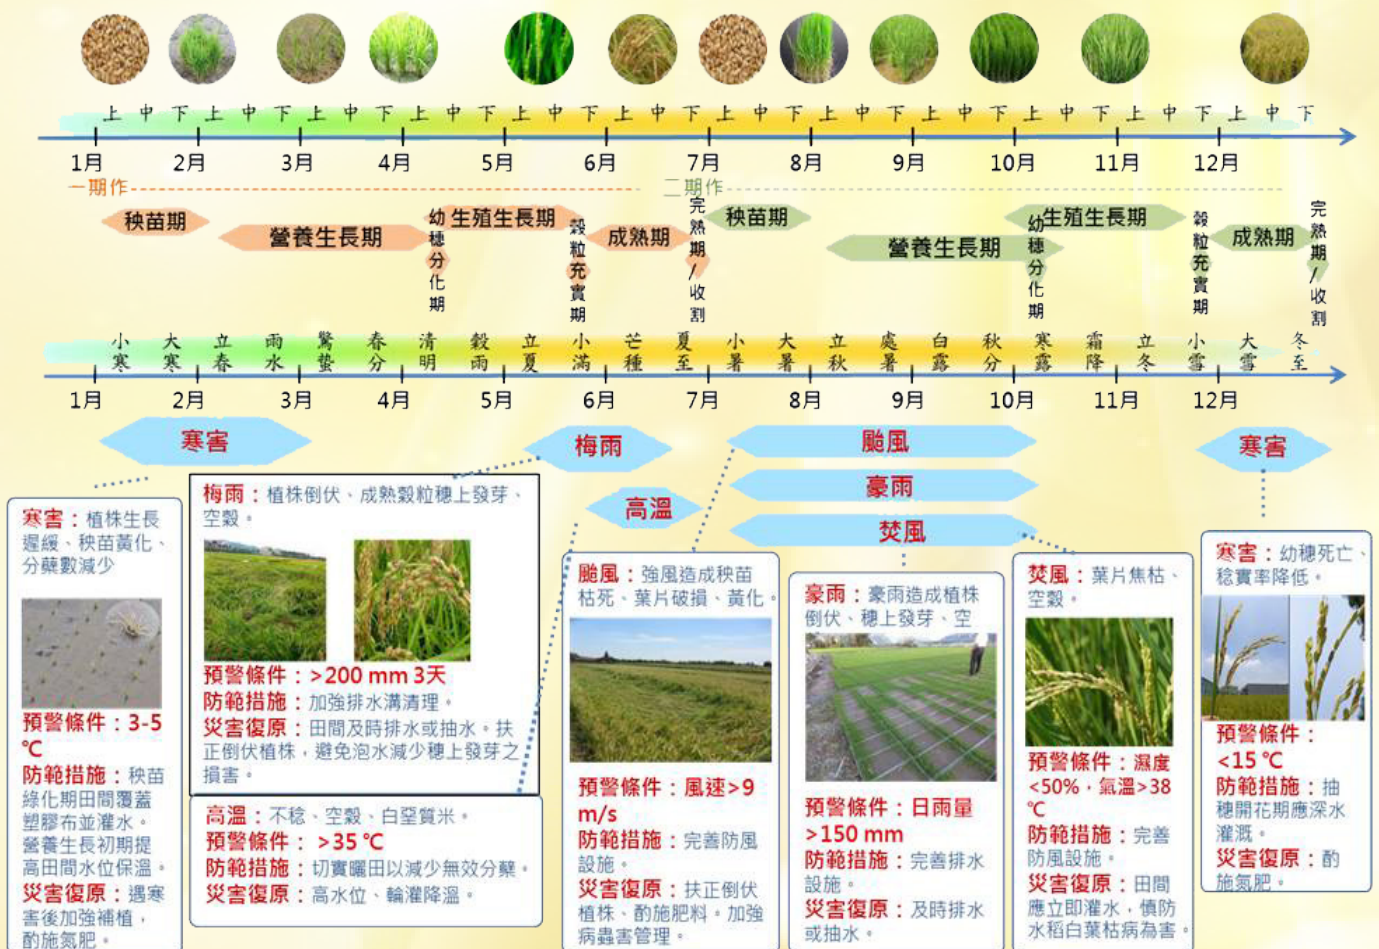 上 中 下 上 中 下 上 中 下 上 中 下 上 中 下 上 中 下 上 中 下 上 中 下 上 中 下 上 中 下 上 中 下 上 中 下
1月 2月 3月 4月 5月 6月 7月 8月 9月 10月 11月 12月
一期作
二期作
秧苗期
營養生長期
幼穗分化期
生殖生長期
穀粒充實期
成熟期
完熟期/收割
秧苗期
營養生長期
生殖生長期
幼穗分化期
穀粒充實期
成熟期
完熟期/收割
小寒 大寒 立春 雨水 驚蟄 春分 清明 穀雨 立夏 小滿 芒種 夏至 小暑 大暑 立秋 處暑 白露 秋分 寒露 霜降 立冬 小雪 大雪 冬至
1月 2月 3月 4月 5月 6月 7月 8月 9月 10月 11月 12月
寒害
梅雨
高溫
颱風
豪雨
焚風
寒害
寒害：植株生長
遲緩、秧苗黃化、
分蘗數減少
預警條件：3-5
℃
防範措施：秧苗
綠化期田間覆蓋
塑膠布並灌水。
營養生長初期提
高田間水位保溫。
災害復原：遇寒
害後加強補植，
酌施氮肥。
梅雨：植株倒伏、成熟穀粒穗上發芽、
空穀。
預警條件：>200 mm 3天
防範措施：加強排水溝清理。
災害復原：田間及時排水或抽水。扶
正倒伏植株，避免泡水減少穗上發芽之
損害。
高溫：不稔、空穀、白堊質米。
預警條件：>35 ℃
防範措施：切實曬田以減少無效分蘗。
災害復原：高水位、輪灌降溫。
颱風：強風造成秧苗
枯死、葉片破損、黃化。
預警條件：風速>9
m/s
防範措施：完善防風
設施。
災害復原：扶正倒伏
植株、酌施肥料。加強
病蟲害管理。
豪雨：豪雨造成植株
倒伏、穗上發芽、空
預警條件：日雨量
>150 mm
防範措施：完善排水
設施。
災害復原：及時排水
或抽水。
焚風：葉片焦枯、
空穀。
預警條件：濕度
<50%，氣溫>38
℃
防範措施：完善
防風設施。
災害復原：田間
應立即灌水，慎防
水稻白葉枯病為害。
寒害：幼穗死亡、
稔實率降低。
預警條件：
<15 ℃
防範措施：抽
穗開花期應深水
灌溉。
災害復原：酌
施氮肥。